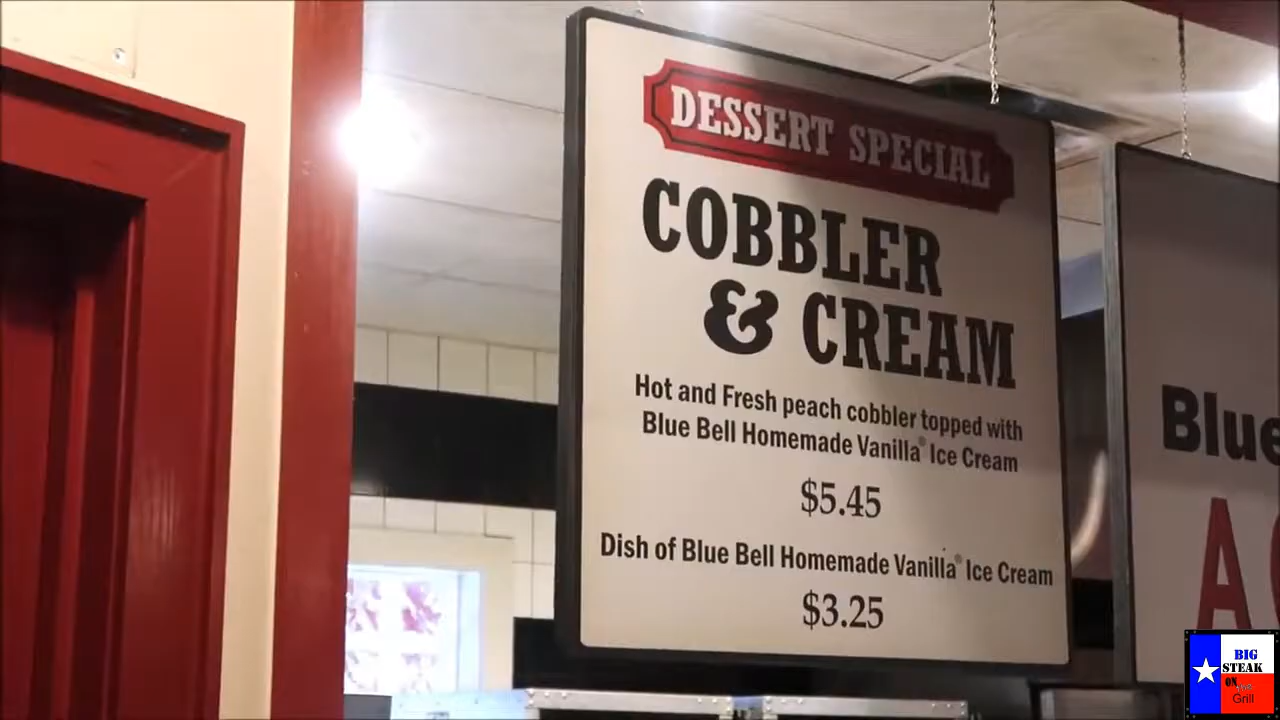 DESSERT SPECIAL
COBBLER
& CREAM
Hot and Fresh peach cobbler topped with
Blue Bell Homemade Vanilla® Ice Cream
$5.45
Dish of Blue Bell Homemade Vanilla® Ice Cream
$3.25
Blue
A
BIG
STEAK
ON
Grill